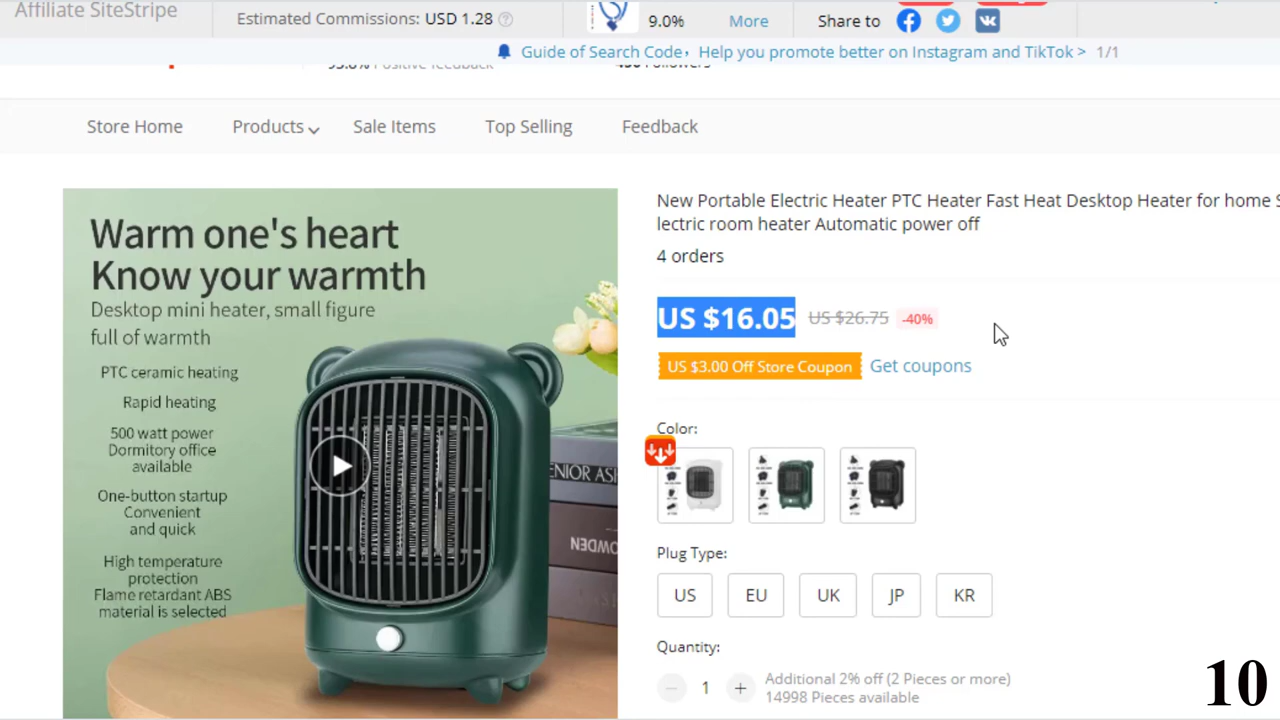 Affiliate SiteStripe
Estimated Commissions: USD 1.28
9.0%
More
Share to
Guide of Search Code， Help you promote better on Instagram and TikTok > 1/1
Store Home
Products
Sale Items
Top Selling
Feedback
Warm one's heart
Know your warmth
Desktop mini heater, small figure
full of warmth
PTC ceramic heating
Rapid heating
500 watt power
Dormitory office
available
One-button startup
Convenient
and quick
High temperature
protection
Flame retardant ABS
material is selected
New Portable Electric Heater PTC Heater Fast Heat Desktop Heater for home S
lectric room heater Automatic power off
4 orders
US $16.05 US $26.75 -40%
US $3.00 Off Store Coupon Get coupons
Color:
Plug Type:
US EU UK JP KR
Quantity:
1
Additional 2% off (2 Pieces or more)
14998 Pieces available
10